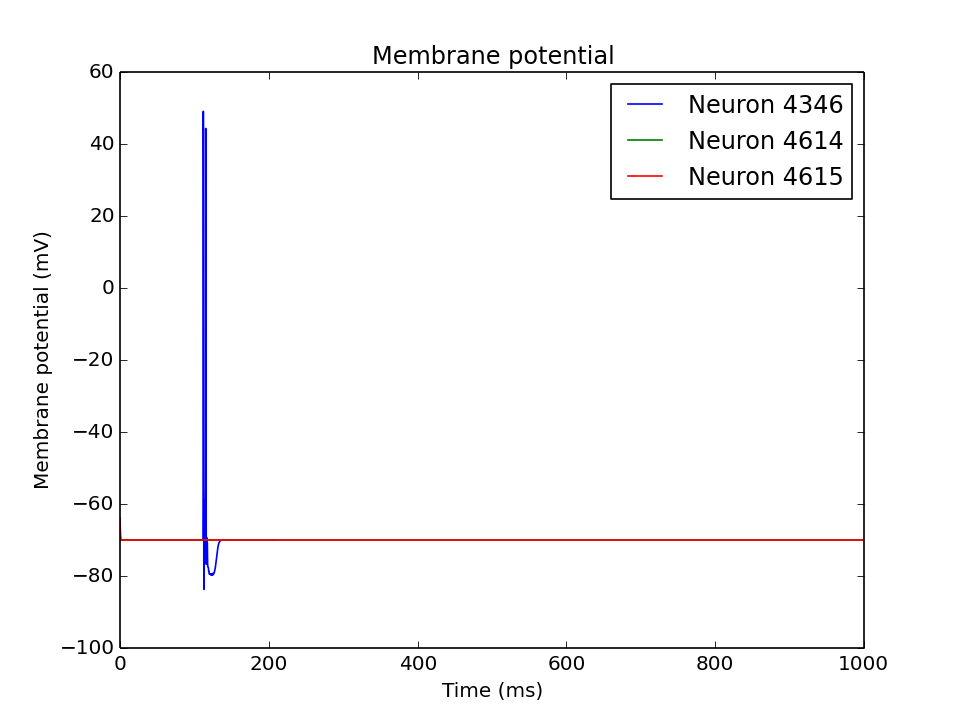 Membrane potential
60
40
20
0
−20
−40
−60
−80
−100
Membrane potential (mV)
Neuron 4346
Neuron 4614
Neuron 4615
0 200 400 600 800 1000
Time (ms)